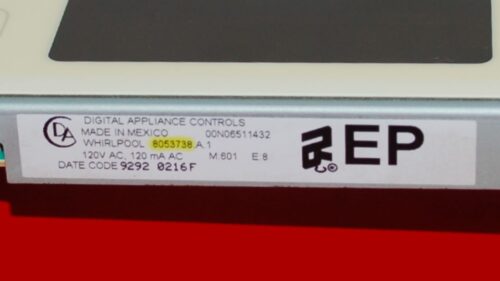 DIGITAL APPLIANCE CONTROLS
MADE IN MEXICO 00N06511432
WHIRLPOOL 8053738 A.1
120V AC, 120 mA AC M:601 E:8
DATE CODE 9292 0216F
CDA
® EP